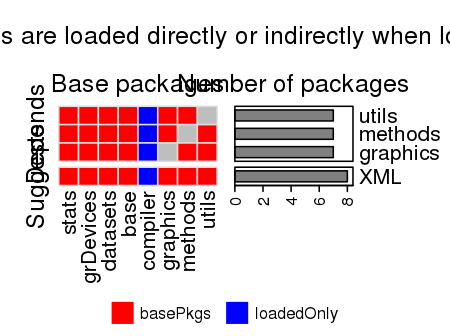 s are loaded directly or indirectly when lo
Base packages
Number of packages
Depends
Suggests
utils
methods
graphics
XML
stats
grDevices
datasets
base
compiler
graphics
methods
utils
0 2 4 6 8
basePkgs loadedOnly